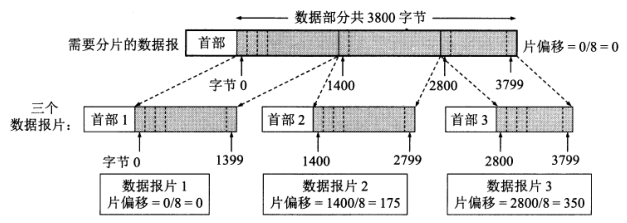 数据部分共 3800 字节
需要分片的数据报 首部 片偏移 = 0/8 = 0
字节 0 1400 2800 3799
三个
数据报片： 首部 1 首部 2 首部 3
字节 0 1399 1400 2799 2800 3799
数据报片 1 数据报片 2 数据报片 3
片偏移 = 0/8 = 0 片偏移 = 1400/8 = 175 片偏移 = 2800/8 = 350